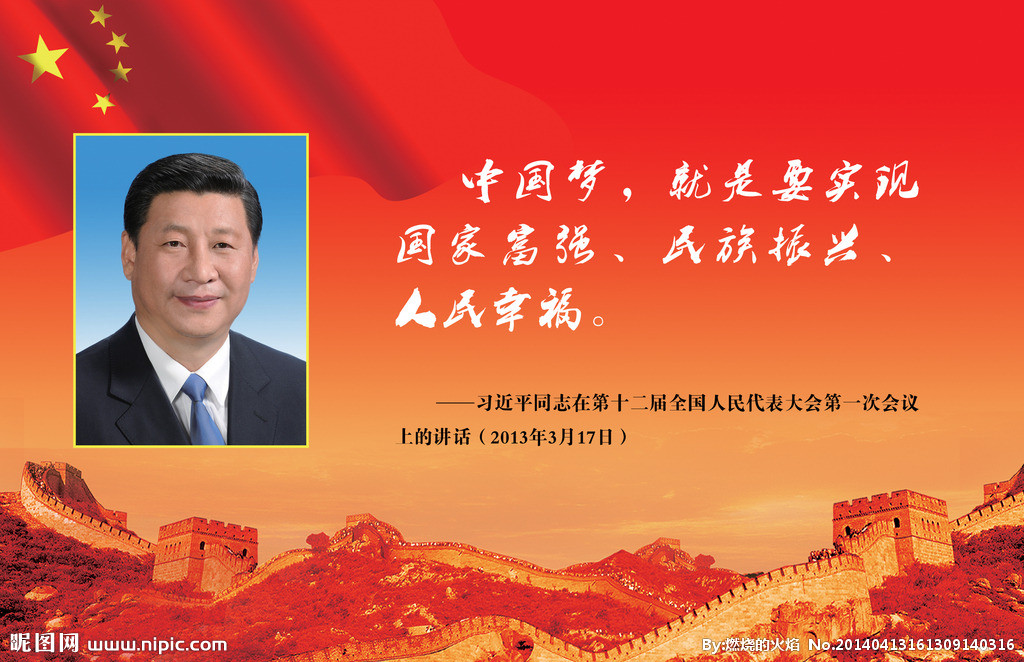 中国梦，就是要实现
国家富强、民族振兴、
人民幸福。
——习近平同志在第十二届全国人民代表大会第一次会议
上的讲话（2013年3月17日）
昵图网 www.nipic.com
By:燃烧的火焰 No.20140413161309140316